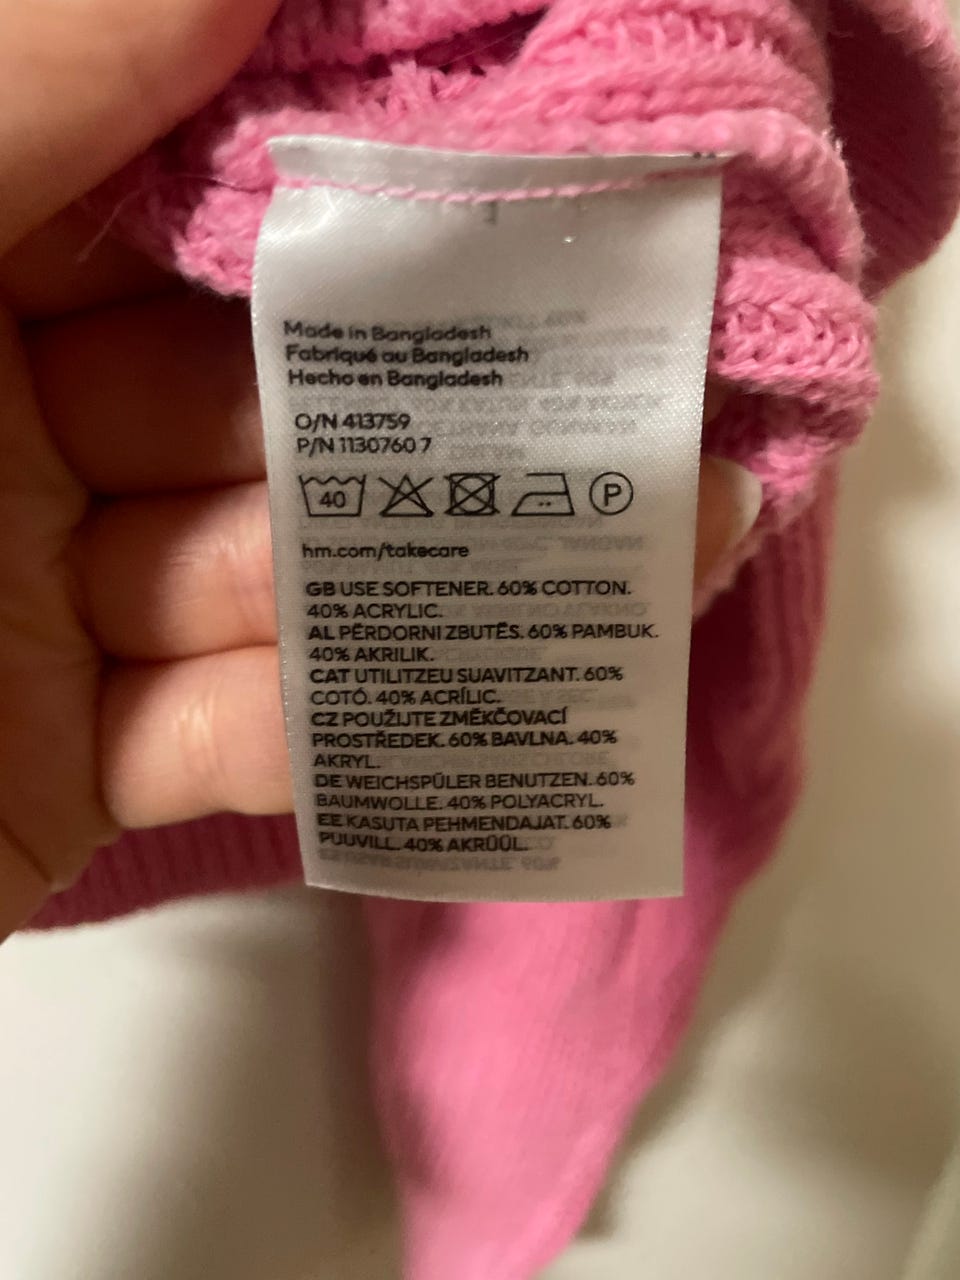 Made in Bangladesh
Fabriqué au Bangladesh
Hecho en Bangladesh
O/N 413759
P/N 1130760 7
40 P
hm.com/takecare
GB USE SOFTENER. 60% COTTON.
40% ACRYLIC.
AL PËRDORNI ZBUTËS. 60% PAMBUK.
40% AKRILIK.
CAT UTILITZEU SUAVITZANT. 60%
COTÓ. 40% ACRÍLIC.
CZ POUŽIJTE ZMĚKČOVACÍ
PROSTŘEDEK. 60% BAVLNA. 40%
AKRYL.
DE WEICHSPÜLER BENUTZEN. 60%
BAUMWOLLE. 40% POLYACRYL.
EE KASUTA PEHMENDAJAT. 60%
PUUVILL. 40% AKRÜÜL.